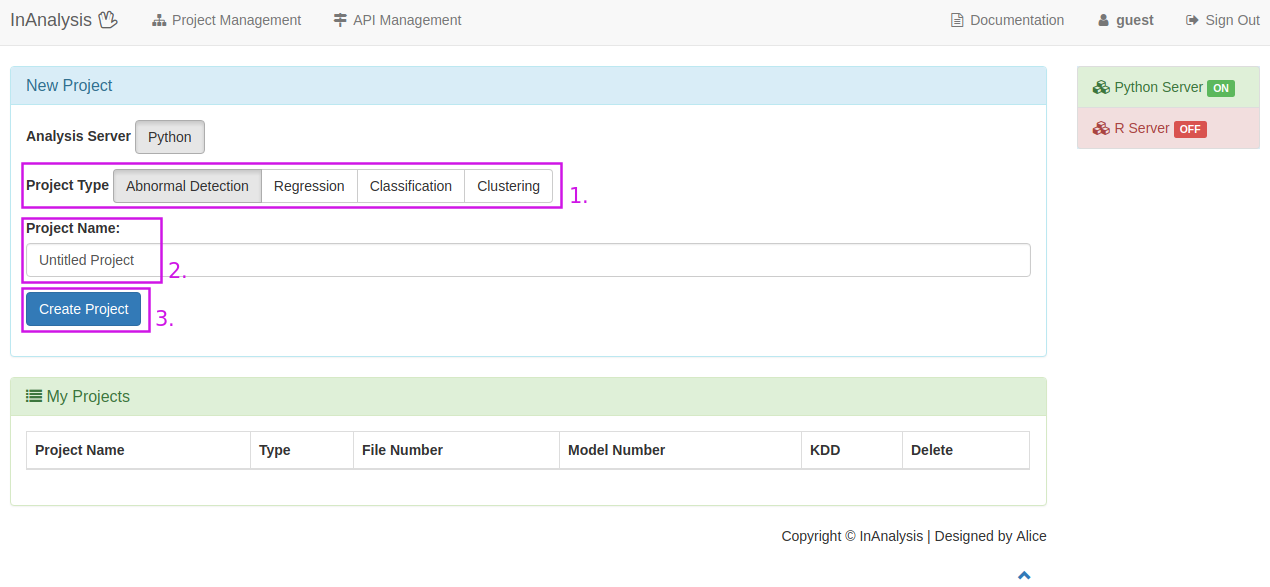 InAnalysis Project Management API Management Documentation guest Sign Out
New Project
Python Server ON
R Server OFF
Analysis Server Python
Project Type Abnormal Detection Regression Classification Clustering 1.
Project Name:
Untitled Project 2.
Create Project 3.
My Projects
Project Name Type File Number Model Number KDD Delete
Copyright © InAnalysis | Designed by Alice